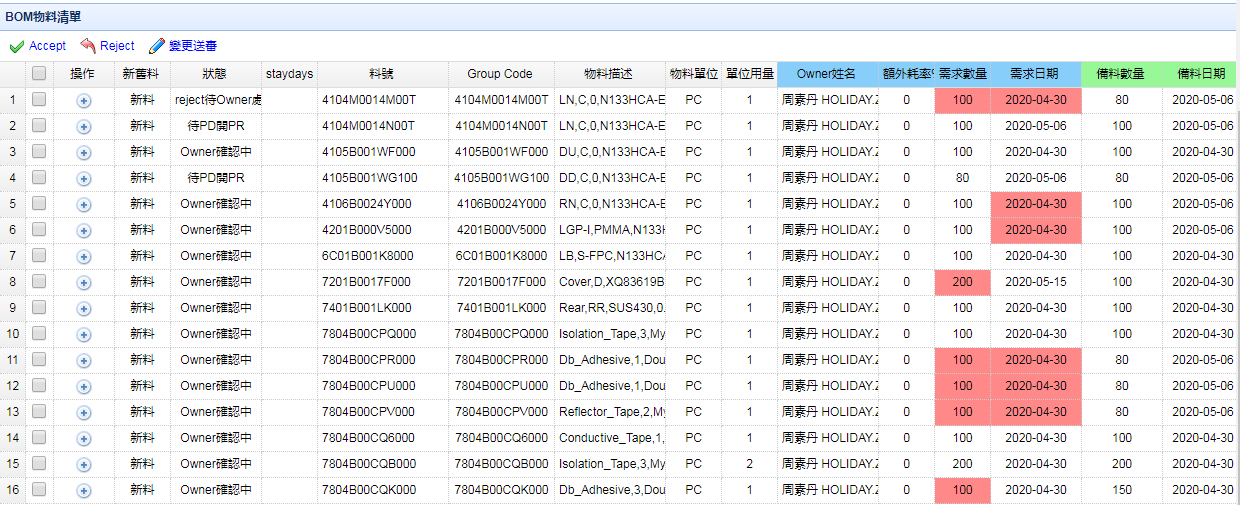 BOM物料清單
Accept Reject 變更送審
操作 新舊料 狀態 staydays 料號 Group Code 物料描述 物料單位 單位用量 Owner姓名 額外耗率 需求數量 需求日期 備料數量 備料日期
1 新料 reject待Owner處 4104M0014M00T 4104M0014M00T LN,C,0,N133HCA-E PC 1 周素丹 HOLIDAY.Z 0 100 2020-04-30 80 2020-05-06
2 新料 待PD開PR 4104M0014N00T 4104M0014N00T LN,C,0,N133HCA-E PC 1 周素丹 HOLIDAY.Z 0 100 2020-05-06 100 2020-05-06
3 新料 Owner確認中 4105B001WF000 4105B001WF000 DU,C,0,N133HCA-E PC 1 周素丹 HOLIDAY.Z 0 100 2020-04-30 100 2020-04-30
4 新料 待PD開PR 4105B001WG100 4105B001WG100 DD,C,0,N133HCA-E PC 1 周素丹 HOLIDAY.Z 0 80 2020-05-06 80 2020-05-06
5 新料 Owner確認中 4106B0024Y000 4106B0024Y000 RN,C,0,N133HCA-E PC 1 周素丹 HOLIDAY.Z 0 100 2020-04-30 100 2020-05-06
6 新料 Owner確認中 4201B000V5000 4201B000V5000 LGP-I,PMMA,N133H PC 1 周素丹 HOLIDAY.Z 0 100 2020-04-30 100 2020-05-06
7 新料 Owner確認中 6C01B001K8000 6C01B001K8000 LB,S-FPC,N133HCA PC 1 周素丹 HOLIDAY.Z 0 100 2020-04-30 100 2020-04-30
8 新料 Owner確認中 7201B0017F000 7201B0017F000 Cover,D,XQ83619B PC 1 周素丹 HOLIDAY.Z 0 200 2020-05-15 100 2020-05-15
9 新料 Owner確認中 7401B001LK000 7401B001LK000 Rear,RR,SUS430,0. PC 1 周素丹 HOLIDAY.Z 0 100 2020-04-30 100 2020-04-30
10 新料 Owner確認中 7804B00CPQ000 7804B00CPQ000 Isolation_Tape,3,My PC 1 周素丹 HOLIDAY.Z 0 100 2020-04-30 100 2020-04-30
11 新料 Owner確認中 7804B00CPR000 7804B00CPR000 Db_Adhesive,1,Dou PC 1 周素丹 HOLIDAY.Z 0 100 2020-04-30 80 2020-05-06
12 新料 Owner確認中 7804B00CPU000 7804B00CPU000 Db_Adhesive,1,Dou PC 1 周素丹 HOLIDAY.Z 0 100 2020-04-30 80 2020-05-06
13 新料 Owner確認中 7804B00CPV000 7804B00CPV000 Reflector_Tape,2,My PC 1 周素丹 HOLIDAY.Z 0 100 2020-04-30 80 2020-05-06
14 新料 Owner確認中 7804B00CQ6000 7804B00CQ6000 Conductive_Tape,1, PC 1 周素丹 HOLIDAY.Z 0 100 2020-04-30 100 2020-04-30
15 新料 Owner確認中 7804B00CQB000 7804B00CQB000 Isolation_Tape,3,My PC 2 周素丹 HOLIDAY.Z 0 200 2020-04-30 200 2020-04-30
16 新料 Owner確認中 7804B00CQK000 7804B00CQK000 Db_Adhesive,3,Dou PC 1 周素丹 HOLIDAY.Z 0 100 2020-04-30 150 2020-04-30